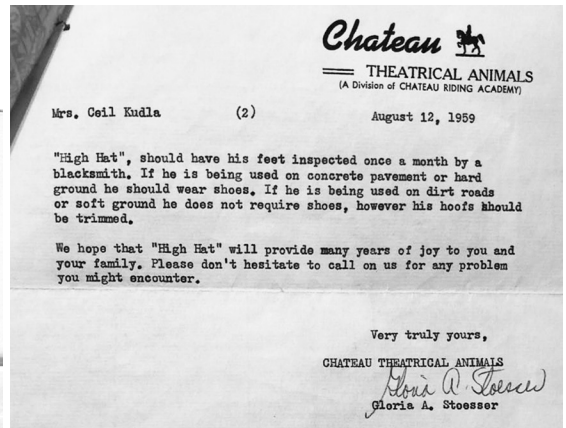 Chateau
THEATRICAL ANIMALS
(A Division of CHATEAU RIDING ACADEMY)
Mrs. Ceil Kudla (2) August 12, 1959
"High Hat", should have his feet inspected once a month by a
blacksmith. If he is being used on concrete pavement or hard
ground he should wear shoes. If he is being used on dirt roads
or soft ground he does not require shoes, however his hoofs should
be trimmed.
We hope that "High Hat" will provide many years of joy to you and
your family. Please don't hesitate to call on us for any problem
you might encounter.
Very truly yours,
CHATEAU THEATRICAL ANIMALS
Gloria A. Stoesser
Gloria A. Stoesser